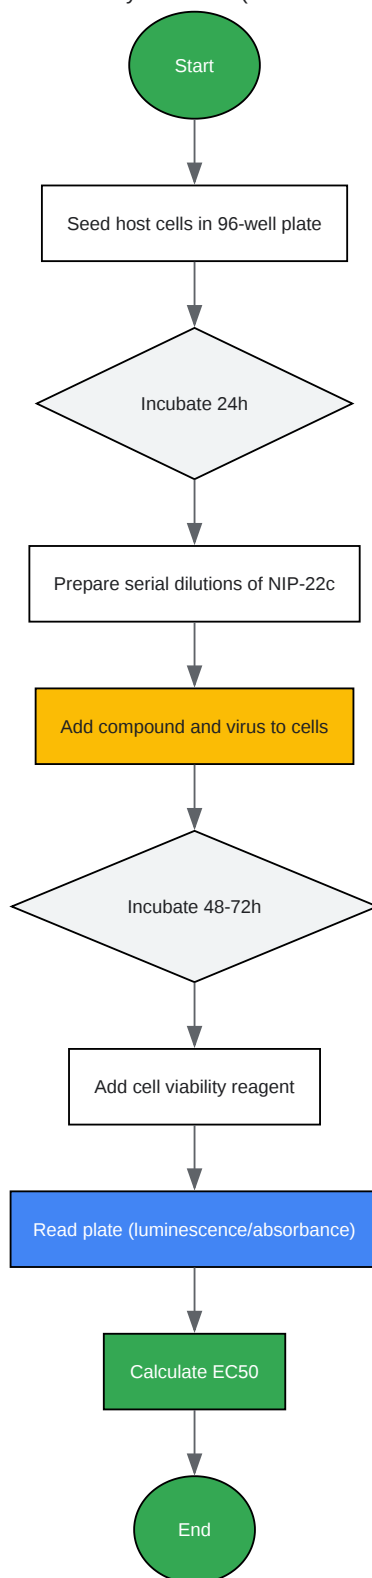 Start
Seed host cells in 96-well plate
Incubate 24h
Prepare serial dilutions of NIP-22c
Add compound and virus to cells
Incubate 48-72h
Add cell viability reagent
Read plate (luminescence/absorbance)
Calculate EC50
End